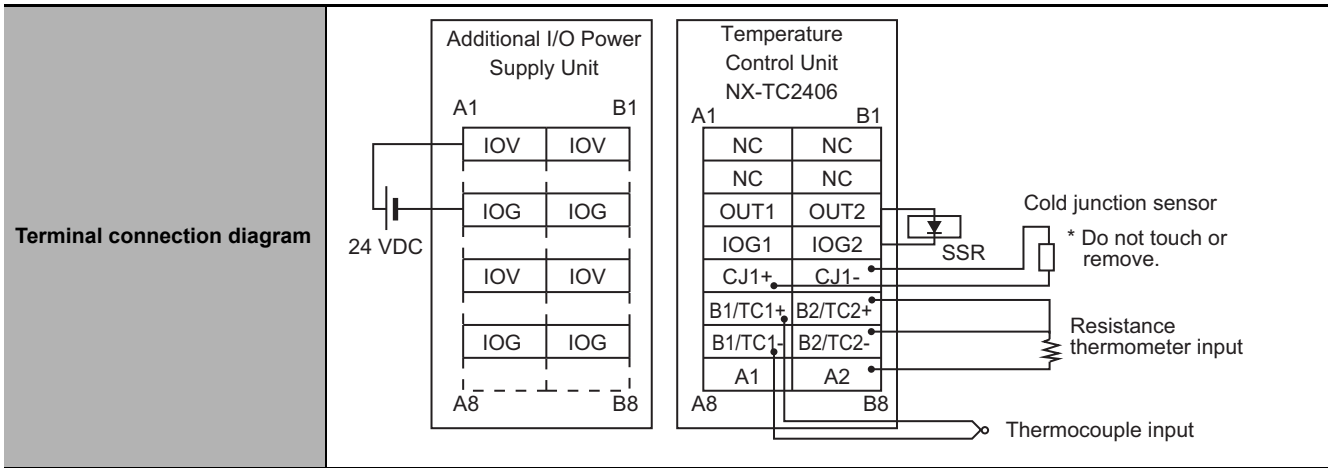 Terminal connection diagram
Additional I/O Power
Supply Unit
A1 B1
IOV IOV
IOG IOG
IOV IOV
IOG IOG
A8 B8
24 VDC
Temperature
Control Unit
NX-TC2406
A1 B1
NC NC
NC NC
OUT1 OUT2
IOG1 IOG2
CJ1+ CJ1-
B1/TC1+ B2/TC2+
B1/TC1- B2/TC2-
A1 A2
A8 B8
SSR
Cold junction sensor
* Do not touch or
remove.
Resistance
thermometer input
Thermocouple input